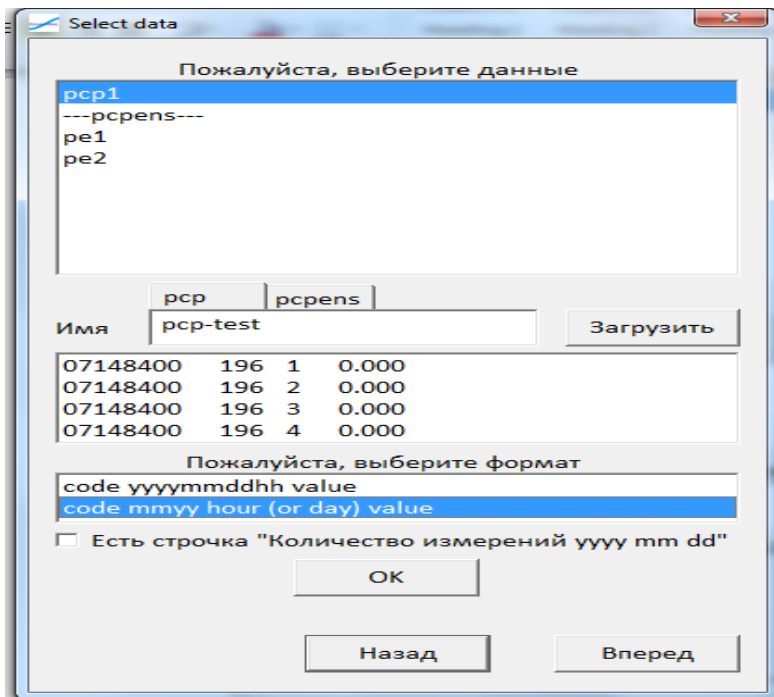 Select data
Пожалуйста, выберите данные
pcp1
---pcpens---
pe1
pe2
pcp
pcpens
Имя
pcp-test
Загрузить
07148400 196 1 0.000
07148400 196 2 0.000
07148400 196 3 0.000
07148400 196 4 0.000
Пожалуйста, выберите формат
code yyyymmddhh value
code mmyy hour (or day) value
Есть строчка "Количество измерений yyyy mm dd"
OK
Назад
Вперед